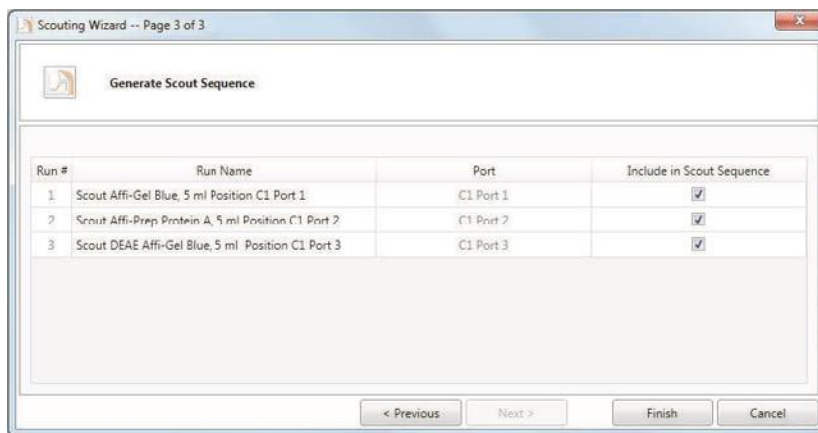 Scouting Wizard -- Page 3 of 3
Generate Scout Sequence
Run # Run Name Port Include in Scout Sequence
1 Scout Affi-Gel Blue, 5 ml Position C1 Port 1 C1 Port 1
2 Scout Affi-Prep Protein A, 5 ml Position C1 Port 2 C1 Port 2
3 Scout DEAE Affi-Gel Blue, 5 ml Position C1 Port 3 C1 Port 3
< Previous Next > Finish Cancel